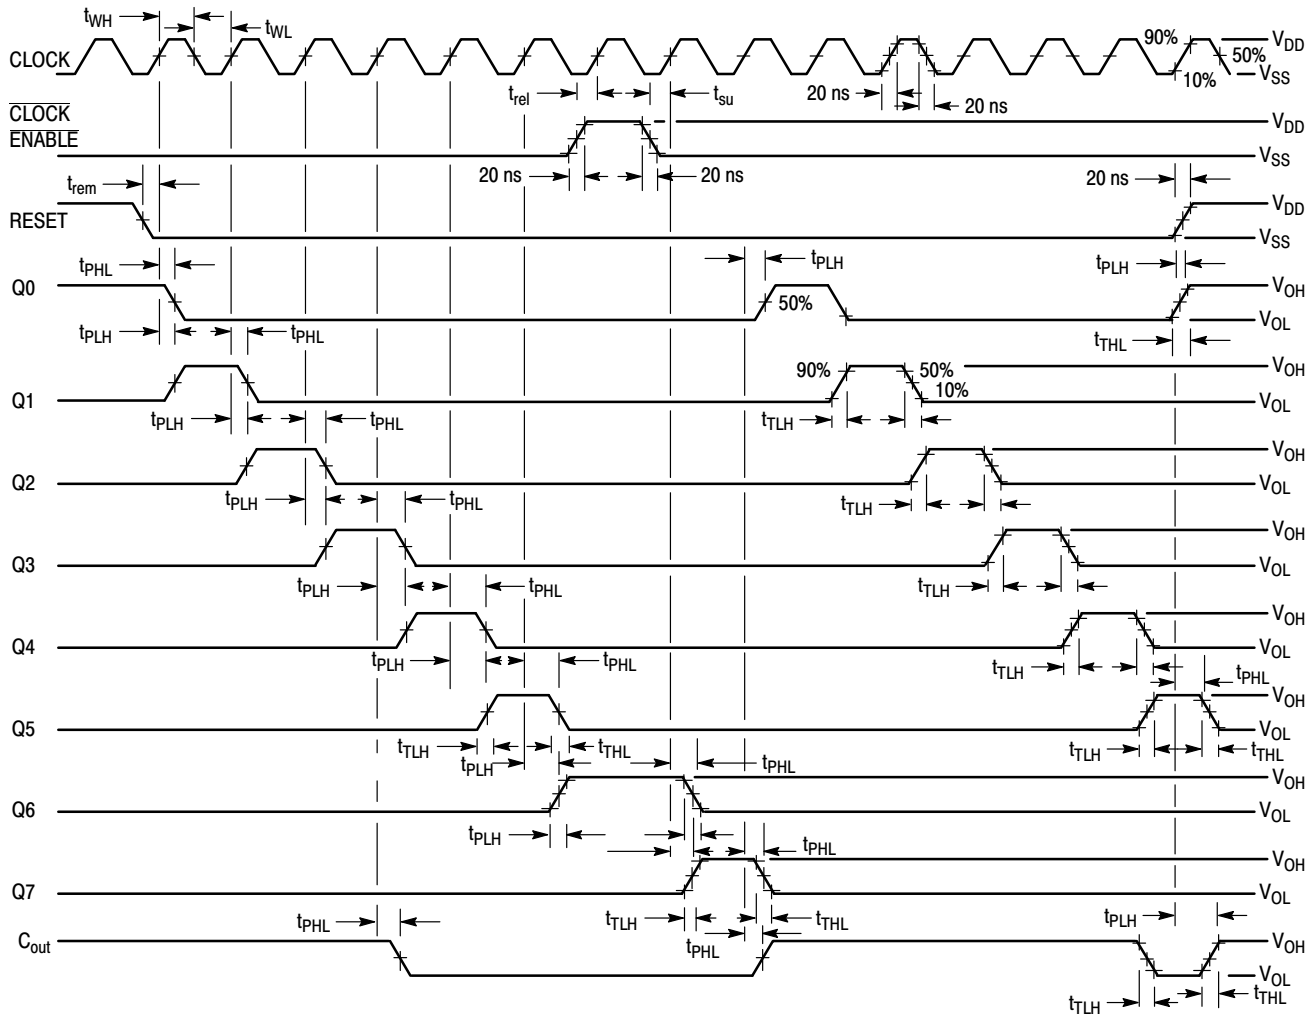 tWH
tWL
CLOCK
90%
VDD
50%
10%
VSS
trel
tsu
20 ns
20 ns
CLOCK
ENABLE
VDD
VSS
trem
20 ns
20 ns
20 ns
RESET
VDD
VSS
tPHL
tPLH
tPLH
Q0
50%
VOH
VOL
tPLH
tPHL
tTHL
Q1
90%
50%
10%
VOH
VOL
tPLH
tPHL
tTLH
Q2
VOH
VOL
tPLH
tPHL
tTLH
Q3
VOH
VOL
tPLH
tPHL
tTLH
Q4
VOH
VOL
tPLH
tPHL
tTLH
tPHL
Q5
VOH
VOL
tTLH
tTHL
tTLH
tTHL
tPLH
tPHL
Q6
VOH
VOL
tPLH
tPHL
Q7
VOH
VOL
tPHL
tTLH
tTHL
tPLH
tPHL
Cout
VOH
VOL
tTLH
tTHL